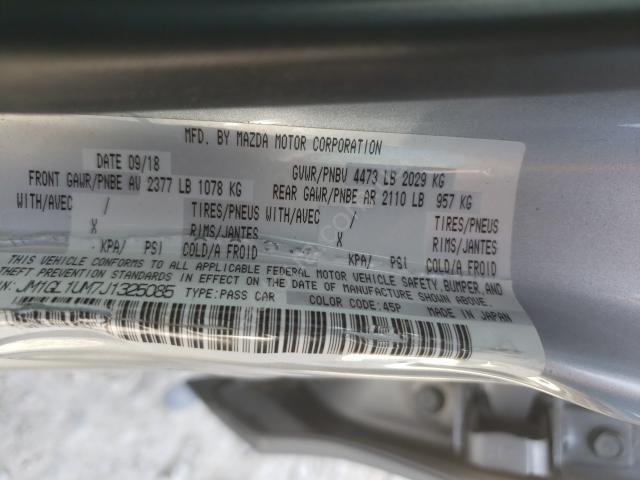 MFD. BY MAZDA MOTOR CORPORATION
DATE 09/18 GVWR/PNBV 4473 LB 2029 KG
FRONT GAWR/PNBE AV 2377 LB 1078 KG REAR GAWR/PNBE AR 2110 LB 957 KG
WITH/AVEC / TIRES/PNEUS WITH/AVEC / TIRES/PNEUS
X RIMS/JANTES X RIMS/JANTES
KPA/ PSI COLD/A FROID KPA/ PSI COLD/A FROID
THIS VEHICLE CONFORMS TO ALL APPLICABLE FEDERAL MOTOR VEHICLE SAFETY, BUMPER, AND
THEFT PREVENTION STANDARDS IN EFFECT ON THE DATE OF MANUFACTURE SHOWN ABOVE.
N: JM1GL1UM7J1325085 TYPE: PASS CAR COLOR CODE: 45P MADE IN JAPAN